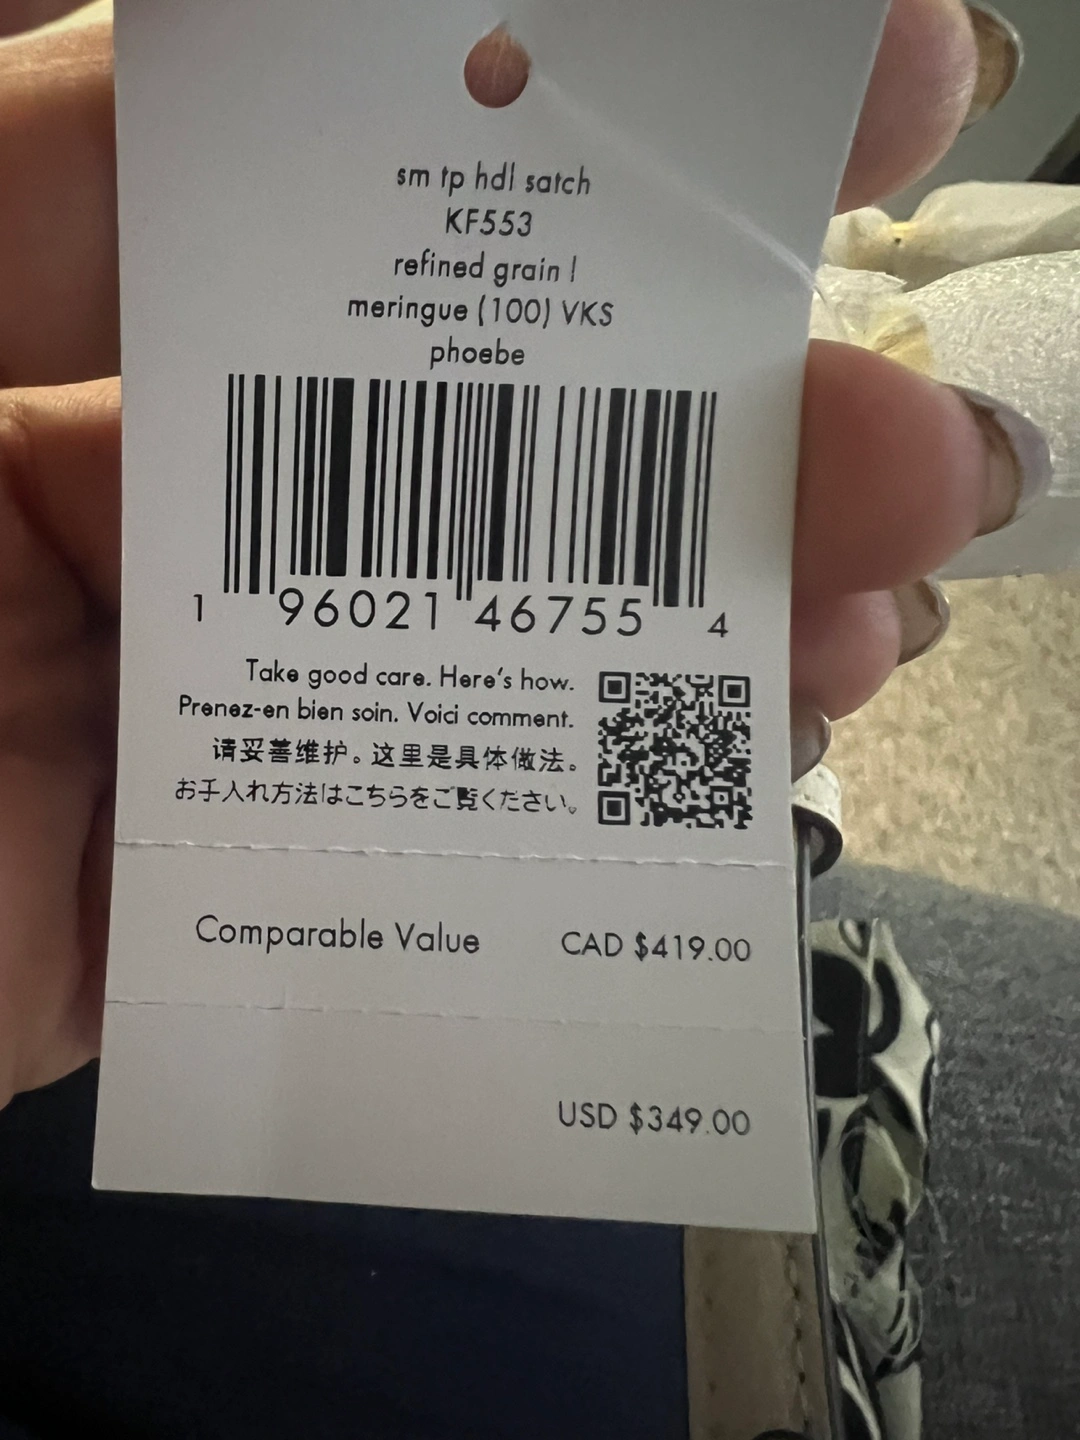 sm tp hdl satch
KF553
refined grain l
meringue (100) VKS
phoebe
1 96021 46755 4
Take good care. Here's how.
Prenez-en bien soin. Voici comment.
请妥善维护。这里是具体做法。
お手入れ方法はこちらをご覧ください。
Comparable Value CAD $419.00
USD $349.00